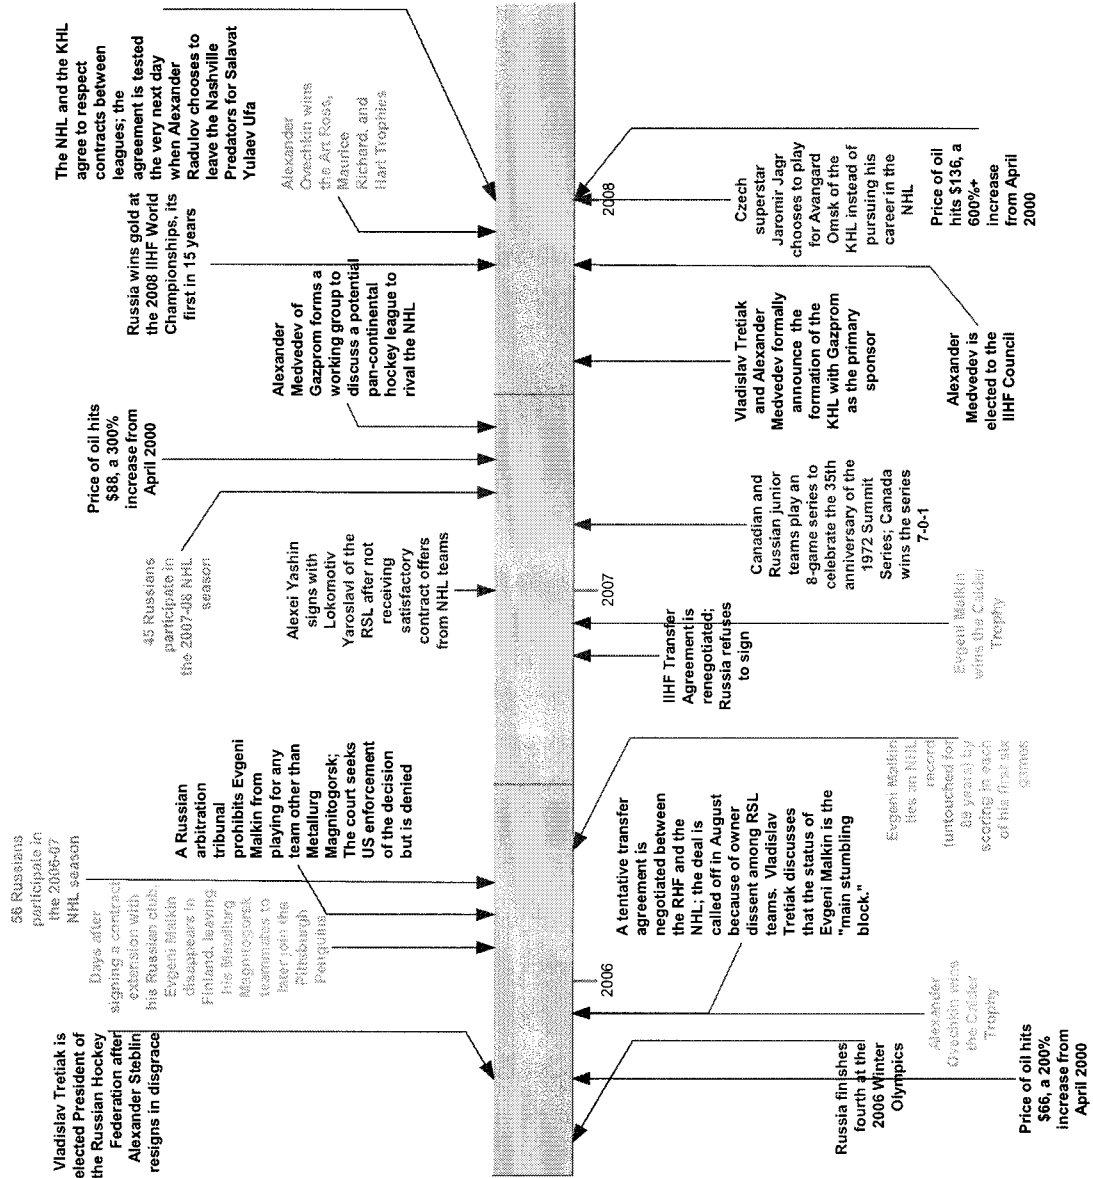 Vladislav Tretiak is
elected President of
the Russian Hockey
Federation after
Alexander Steblin
resigns in disgrace
Days after
signing a contract
extension with
his Russian club,
Evgeni Malkin
disappears in
Finland, leaving
his Metallurg
Magnitogorsk
teammates to
later join the
Pittsburgh
Penguins
56 Russians
participate in
the 2006-07
NHL season
A Russian
arbitration
tribunal
prohibits Evgeni
Malkin from
playing for any
team other than
Metallurg
Magnitogorsk;
The court seeks
US enforcement
of the decision
but is denied
45 Russians
participate in
the 2007-08 NHL
season
Alexei Yashin
signs with
Lokomotiv
Yaroslavl of the
RSL after not
receiving
satisfactory
contract offers
from NHL teams
Price of oil hits
$88, a 300%
increase from
April 2000
Alexander
Medvedev of
Gazprom forms a
working group to
discuss a potential
pan-continental
hockey league to
rival the NHL
Russia wins gold at
the 2008 IIHF World
Championships, its
first in 15 years
Alexander
Ovechkin wins
the Art Ross,
Maurice
Richard, and
Hart Trophies
The NHL and the KHL
agree to respect
contracts between
leagues; the
agreement is tested
the very next day
when Alexander
Radulov chooses to
leave the Nashville
Predators for Salavat
Yulaev Ufa
2006
2007
2008
Russia finishes
fourth at the
2006 Winter
Olympics
Price of oil hits
$66, a 200%
increase from
April 2000
Alexander
Ovechkin wins
the Calder
Trophy
A tentative transfer
agreement is
negotiated between
the RHF and the
NHL; the deal is
called off in August
because of owner
dissent among RSL
teams. Vladislav
Tretiak discusses
that the status of
Evgeni Malkin is the
"main stumbling
block."
Evgeni Malkin
ties an NHL
record
(untouched for
89 years) by
scoring in each
of his first six
games
IIHF Transfer
Agreement is
renegotiated;
Russia refuses
to sign
Evgeni Malkin
wins the Calder
Trophy
Canadian and
Russian junior
teams play an
8-game series to
celebrate the 35th
anniversary of the
1972 Summit
Series; Canada
wins the series
7-0-1
Vladislav Tretiak
and Alexander
Medvedev formally
announce the
formation of the
KHL with Gazprom
as the primary
sponsor
Alexander
Medvedev is
elected to the
IIHF Council
Czech
superstar
Jaromir Jagr
chooses to play
for Avangard
Omsk of the
KHL instead of
pursuing his
career in the
NHL
Price of oil
hits $136, a
600%+
increase
from April
2000